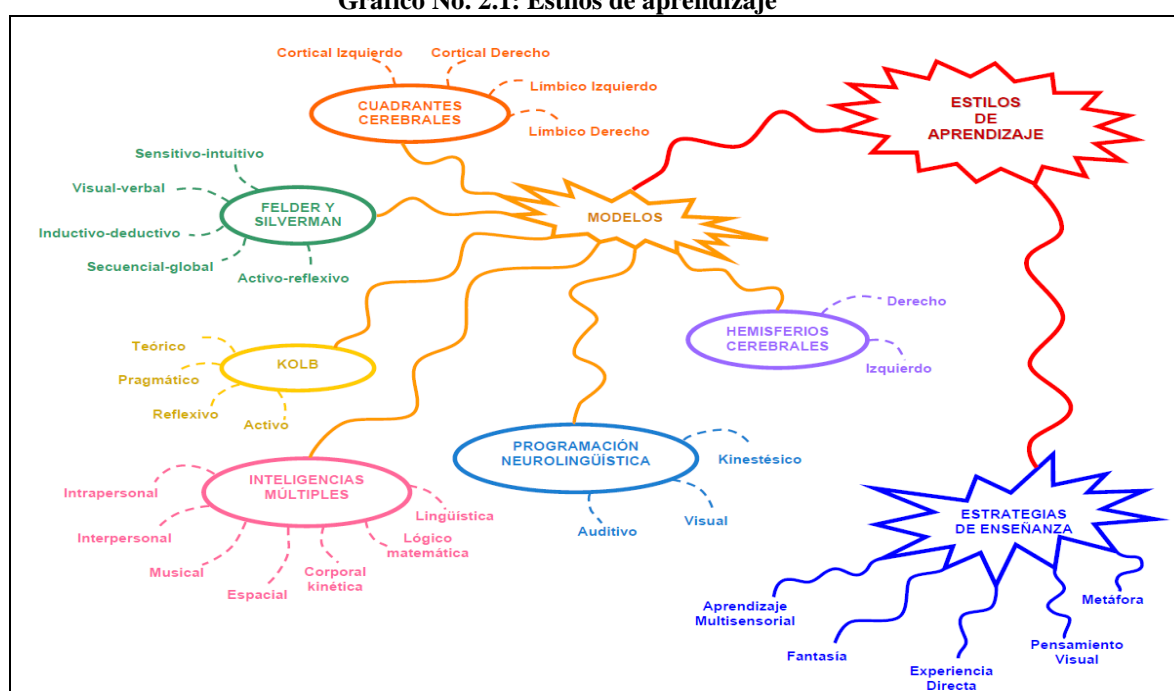 Gráfico No. 2.1: Estilos de aprendizaje
ESTILOS
DE
APRENDIZAJE
MODELOS
CUADRANTES
CEREBRALES
Cortical Izquierdo
Cortical Derecho
Límbico Izquierdo
Límbico Derecho
FELDER Y
SILVERMAN
Sensitivo-intuitivo
Visual-verbal
Inductivo-deductivo
Secuencial-global
Activo-reflexivo
KOLB
Teórico
Pragmático
Reflexivo
Activo
INTELIGENCIAS
MÚLTIPLES
Intrapersonal
Interpersonal
Musical
Espacial
Corporal
kinética
Lógico
matemática
Lingüística
PROGRAMACIÓN
NEUROLINGÜÍSTICA
Auditivo
Visual
Kinestésico
HEMISFERIOS
CEREBRALES
Derecho
Izquierdo
ESTRATEGIAS
DE ENSEÑANZA
Aprendizaje
Multisensorial
Fantasía
Experiencia
Directa
Pensamiento
Visual
Metáfora